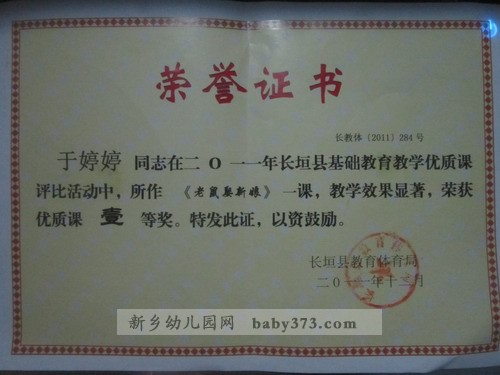 荣誉证书
长教体〔2011〕284号
于婷婷 同志在二O一一年长垣县基础教育教学优质课
评比活动中，所作《老鼠娶新娘》一课，教学效果显著，荣获
优质课 壹 等奖。特发此证，以资鼓励。
长垣县教育体育局
二O一一年十二月
新乡幼儿园网 baby373.com